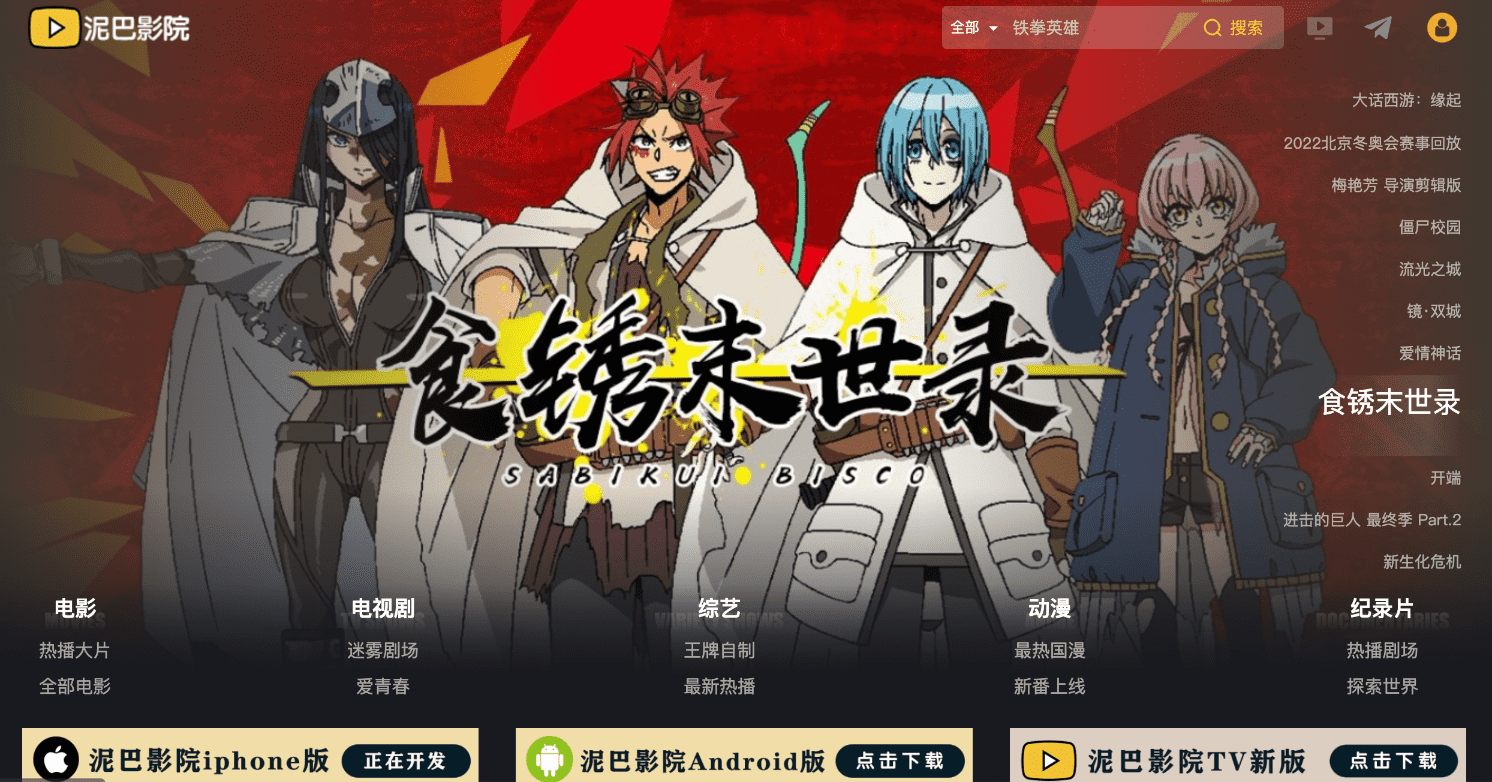 泥巴影院
全部 铁拳英雄 搜索
大话西游：缘起
2022北京冬奥会赛事回放
梅艳芳 导演剪辑版
僵尸校园
流光之城
镜·双城
爱情神话
食锈末世录
开端
进击的巨人 最终季 Part.2
新生化危机
食锈末世录
SABIKUI BISCO
电影 电视剧 综艺 动漫 纪录片
热播大片 迷雾剧场 王牌自制 最热国漫 热播剧场
全部电影 爱青春 最新热播 新番上线 探索世界
泥巴影院iphone版 正在开发
泥巴影院Android版 点击下载
泥巴影院TV新版 点击下载